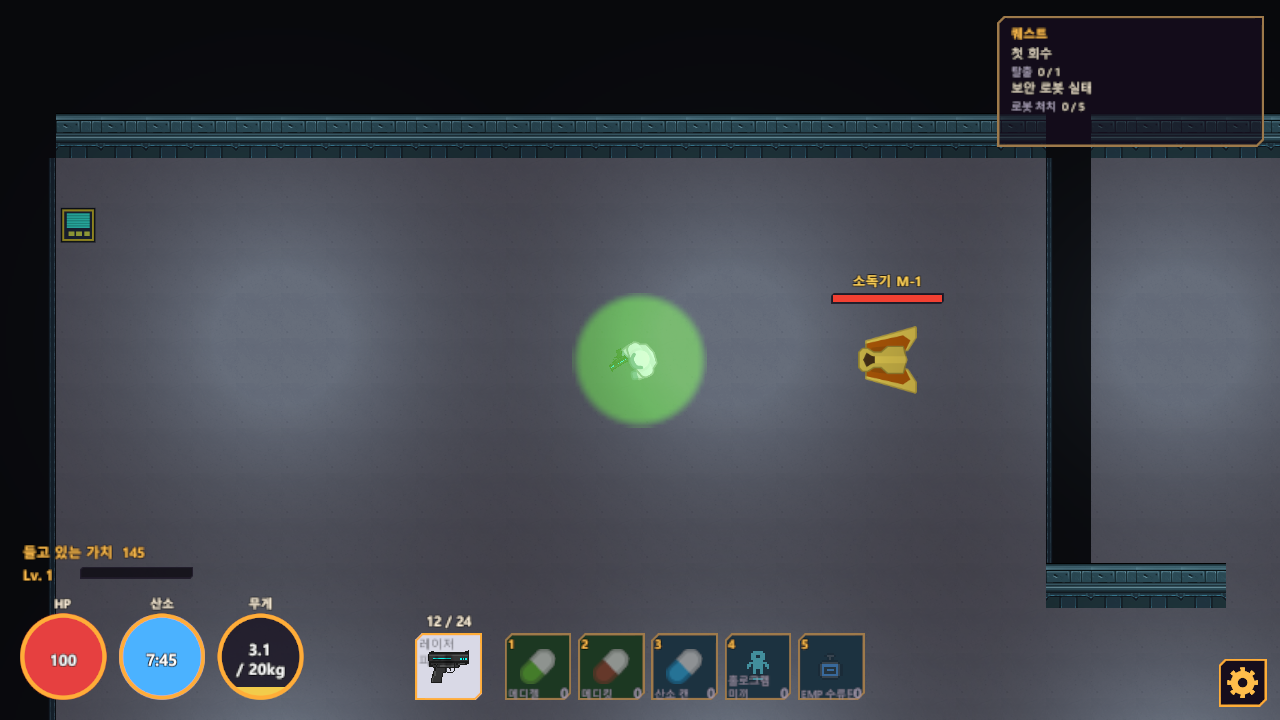 퀘스트
첫 회수
탈출 0/1
보안 로봇 실태
로봇 처치 0/5
소독기 M-1
들고 있는 가치 145
Lv. 1
HP
산소
무게
100
7:45
3.1
/ 20kg
12 / 24
레이저
1
메디젤 0
2
메디킷 0
3
산소 캔 0
4
홀로그램
미끼 0
5
EMP 수류탄 0